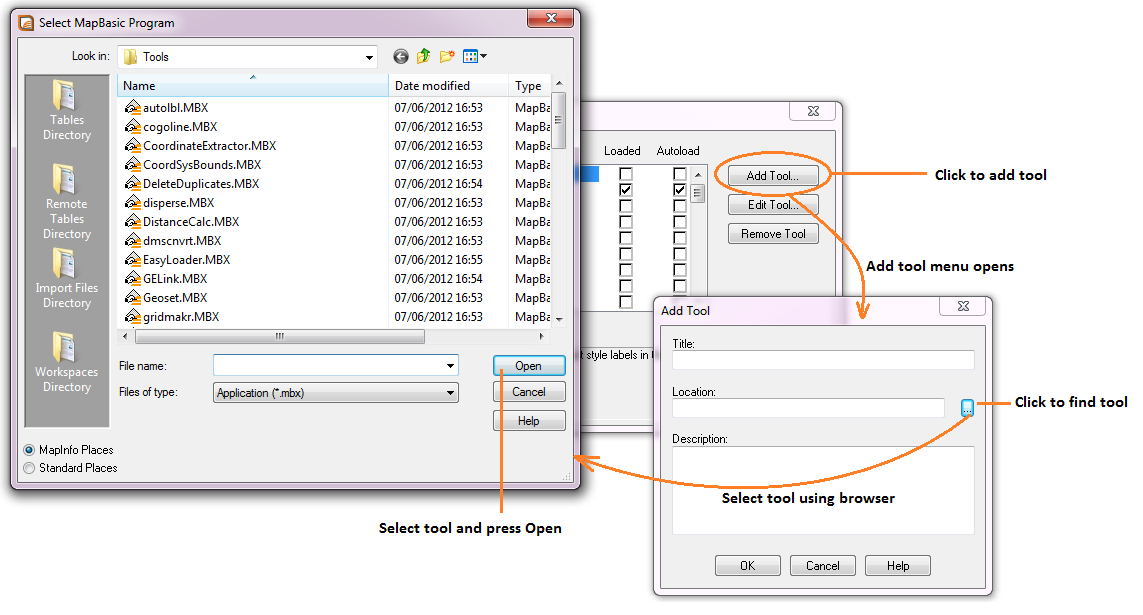 Select MapBasic Program
Look in:
Tools
Name
Date modified
Type
autolbl.MBX 07/06/2012 16:53 MapBa
cogoline.MBX 07/06/2012 16:53 MapBa
CoordinateExtractor.MBX 07/06/2012 16:53 MapBa
CoordSysBounds.MBX 07/06/2012 16:53 MapBa
DeleteDuplicates.MBX 07/06/2012 16:54 MapBa
disperse.MBX 07/06/2012 16:53 MapBa
DistanceCalc.MBX 07/06/2012 16:53 MapBa
dmscnvrt.MBX 07/06/2012 16:53 MapBa
EasyLoader.MBX 07/06/2012 16:55 MapBa
GELink.MBX 07/06/2012 16:54 MapBa
Geoset.MBX 07/06/2012 16:53 MapBa
gridmakr.MBX 07/06/2012 16:53 MapBa
Tables
Directory
Remote
Tables
Directory
Import Files
Directory
Workspaces
Directory
File name:
Open
Files of type:
Application (*.mbx)
Cancel
Help
MapInfo Places
Standard Places
Select tool and press Open
Loaded
Autoload
Add Tool...
Edit Tool...
Remove Tool
t style labels in
Click to add tool
Add tool menu opens
Add Tool
Title:
Location:
...
Description:
OK
Cancel
Help
Click to find tool
Select tool using browser